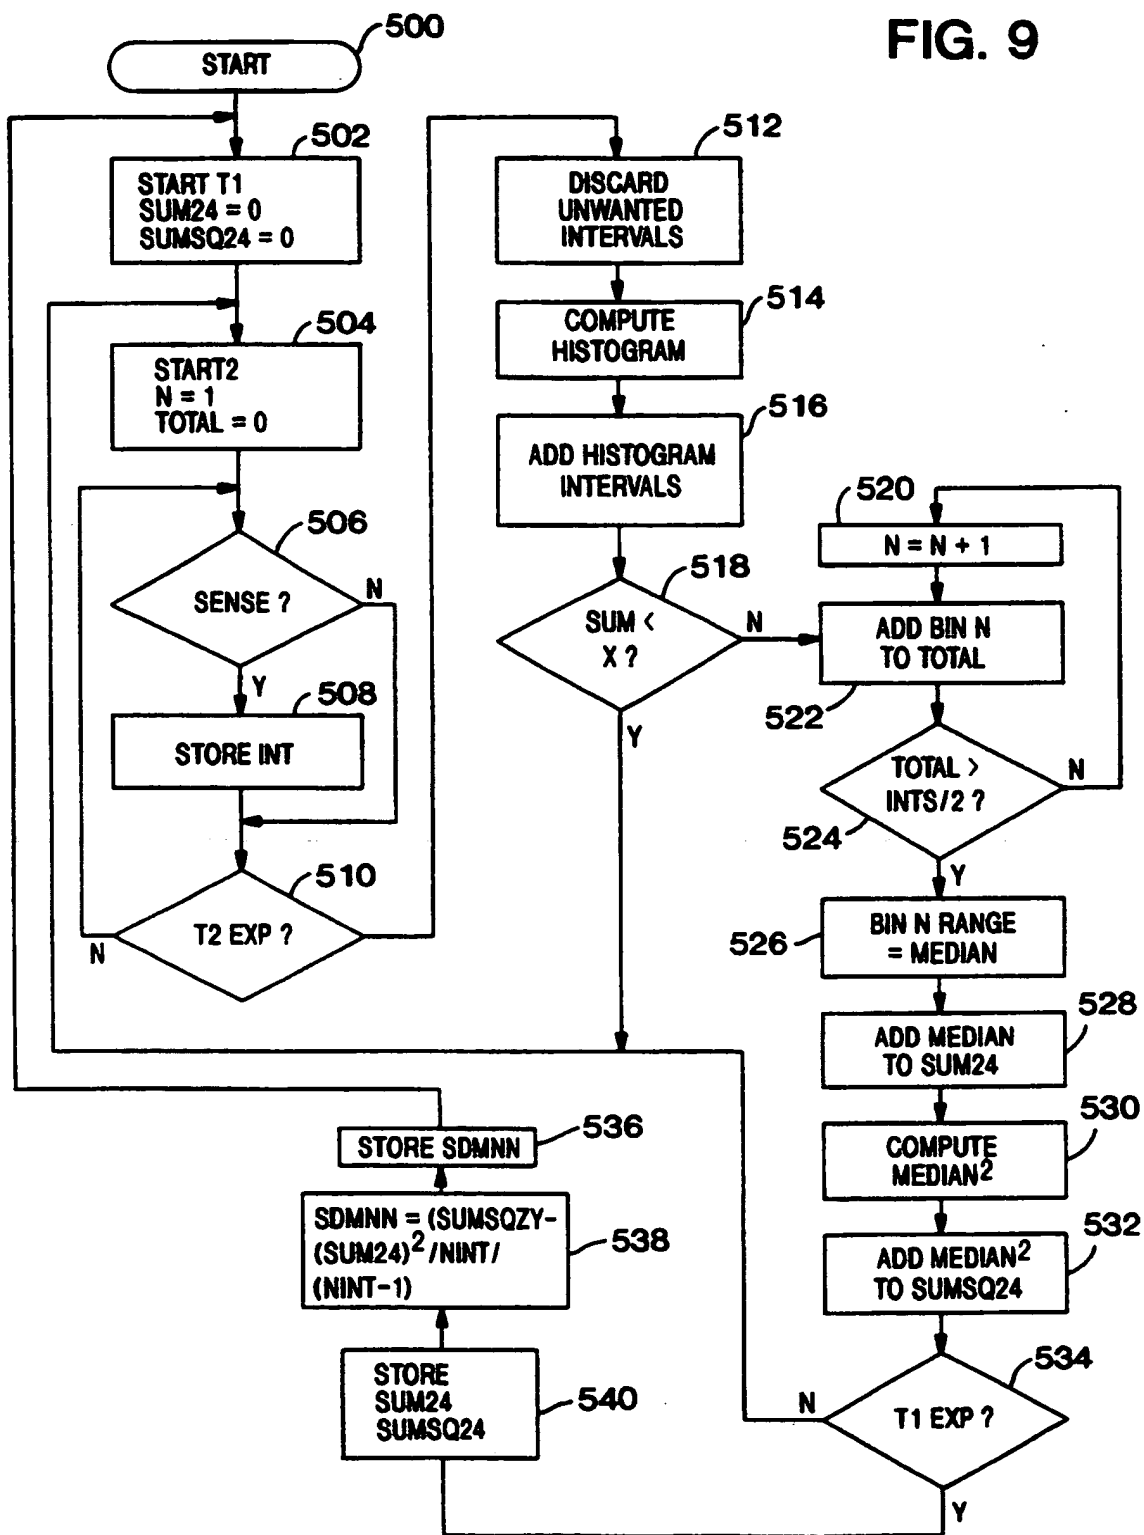 FIG. 9
500
START
502
START T1
SUM24 = 0
SUMSQ24 = 0
504
START2
N = 1
TOTAL = 0
506
SENSE ?
N
Y
508
STORE INT
510
T2 EXP ?
N
512
DISCARD
UNWANTED
INTERVALS
514
COMPUTE
HISTOGRAM
516
ADD HISTOGRAM
INTERVALS
518
SUM <
X ?
N
Y
520
N = N + 1
ADD BIN N
TO TOTAL
522
TOTAL >
INTS/2 ?
N
524
Y
BIN N RANGE
= MEDIAN
526
528
ADD MEDIAN
TO SUM24
530
COMPUTE
MEDIAN²
532
ADD MEDIAN²
TO SUMSQ24
534
T1 EXP ?
N
Y
536
STORE SDMNN
SDMNN = (SUMSQZY-
(SUM24)²/NINT/
(NINT-1)
538
STORE
SUM24
SUMSQ24
540